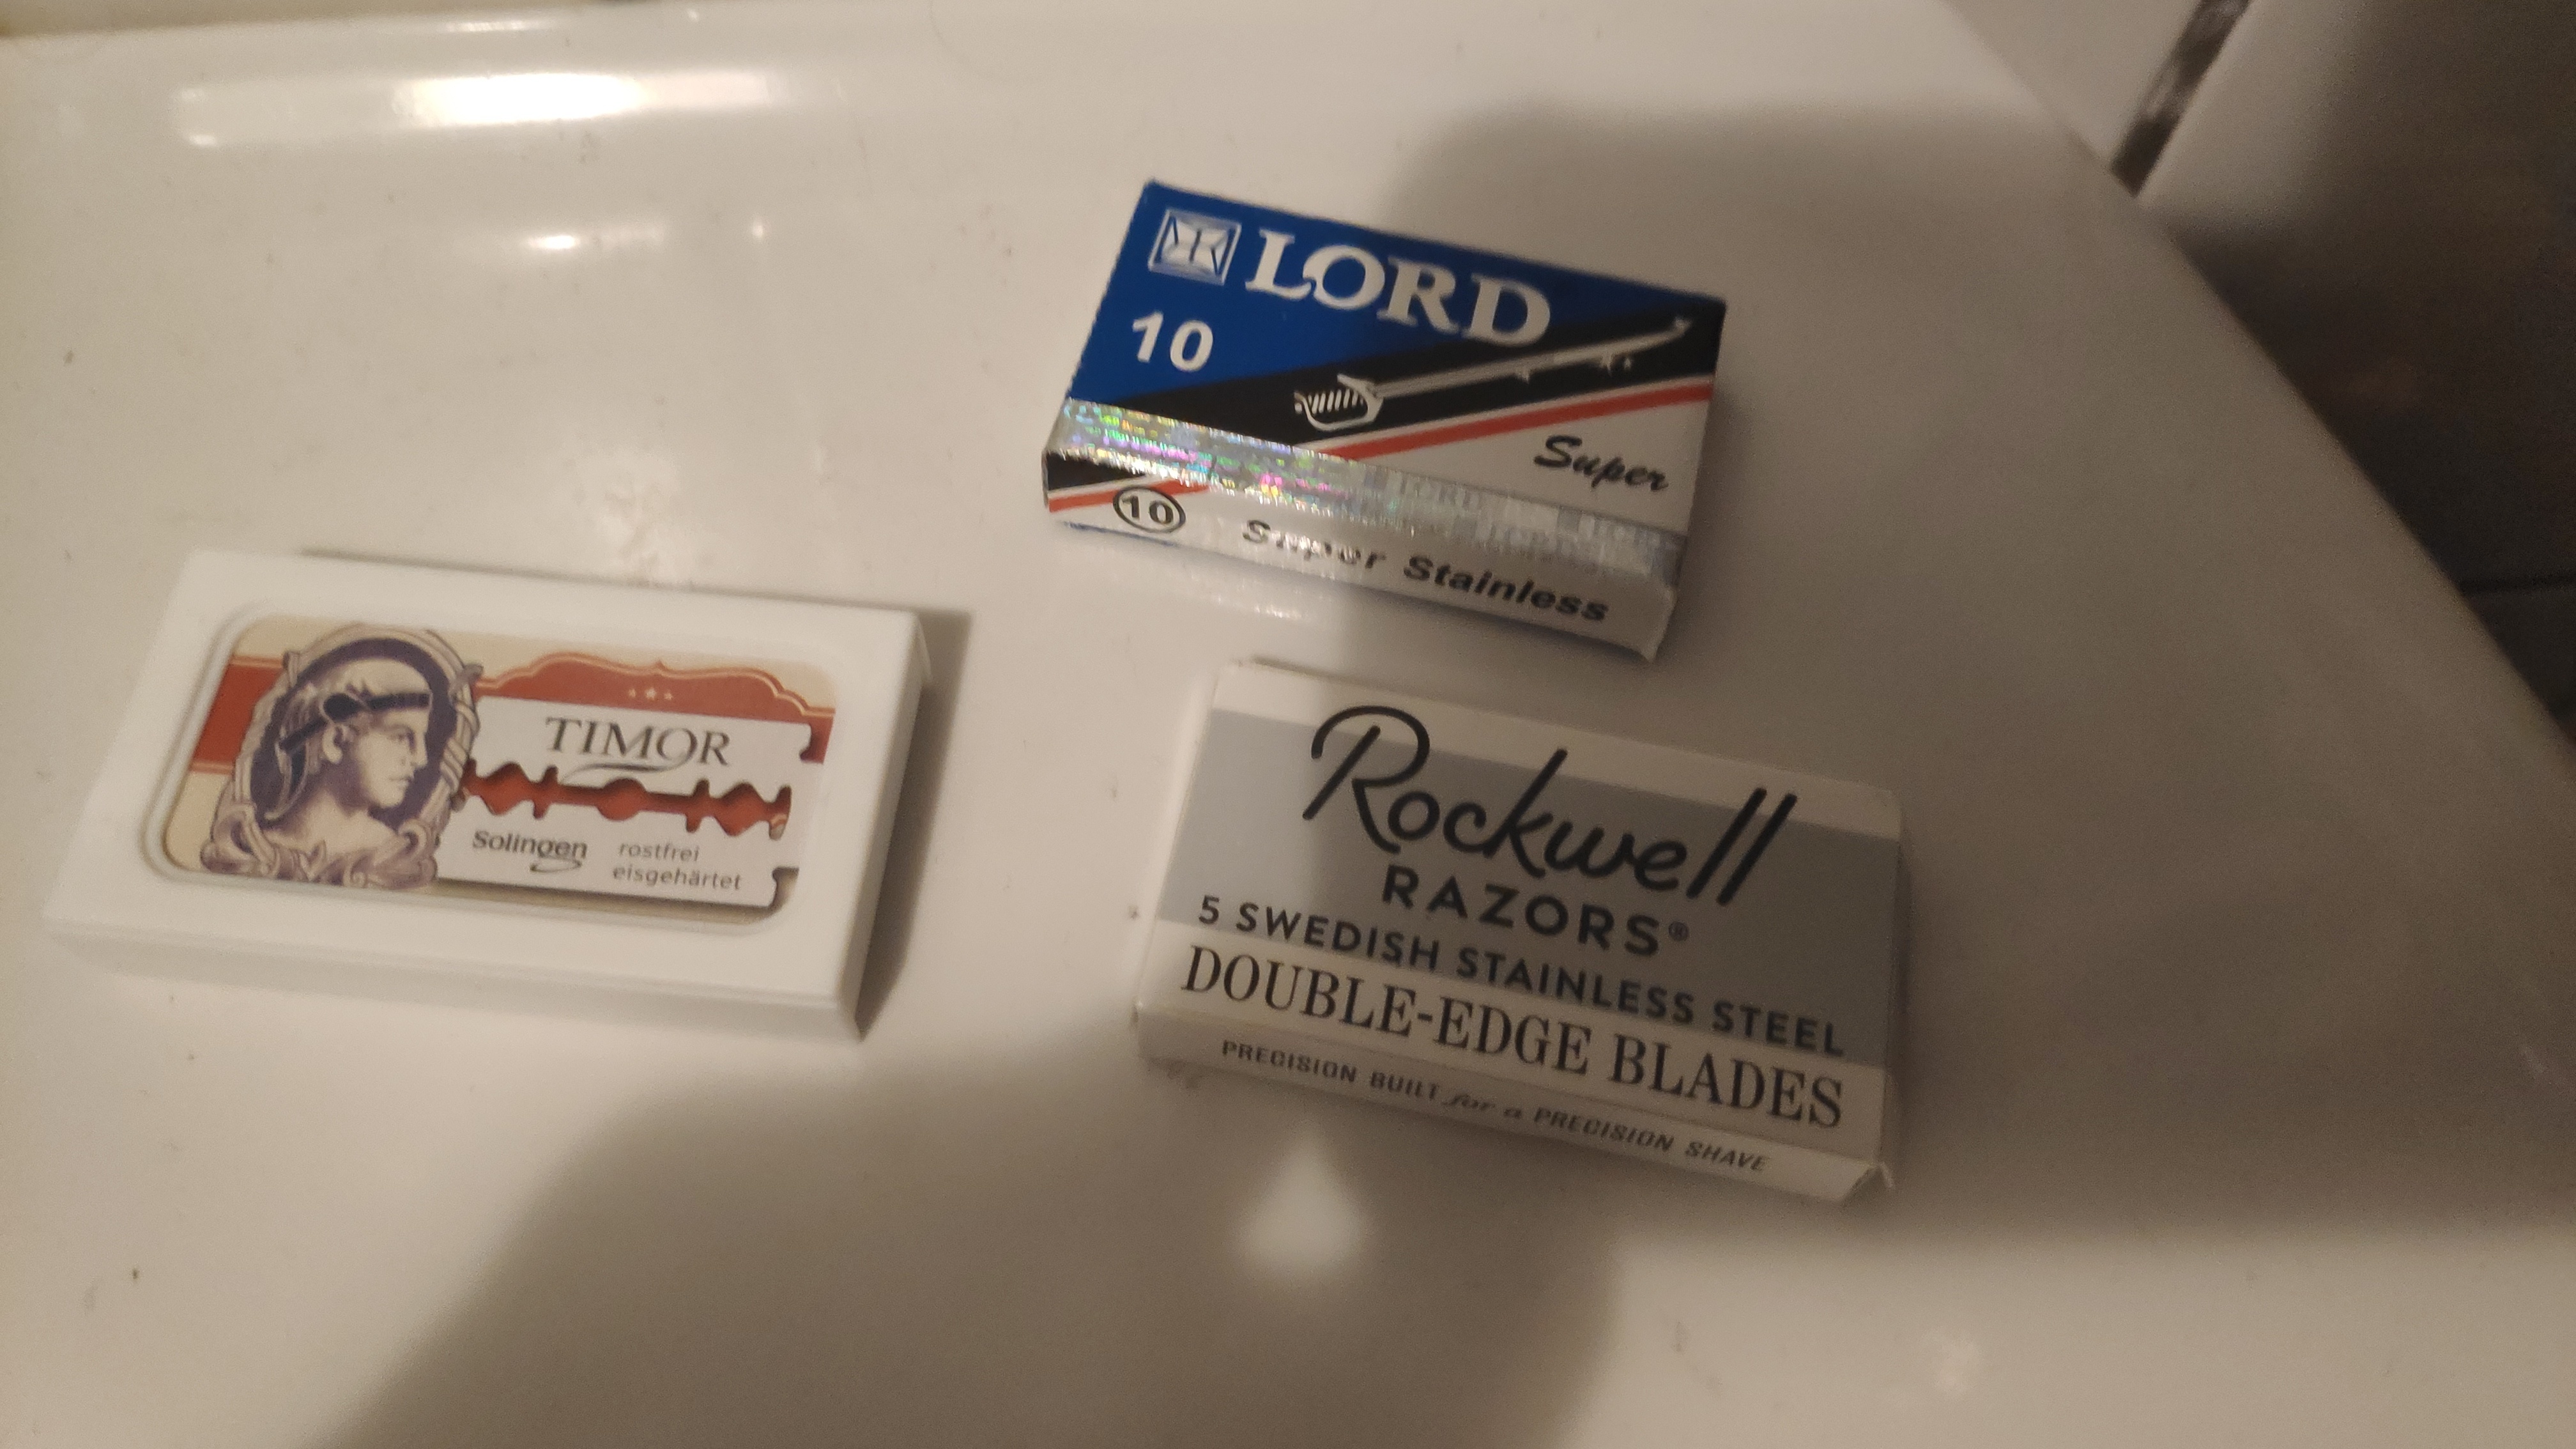 LORD
10
Super
10 Super Stainless
TIMOR
Solingen
rostfrei
eisgehärtet
Rockwell
RAZORS®
5 SWEDISH STAINLESS STEEL
DOUBLE-EDGE BLADES
PRECISION BUILT for a PRECISION SHAVE